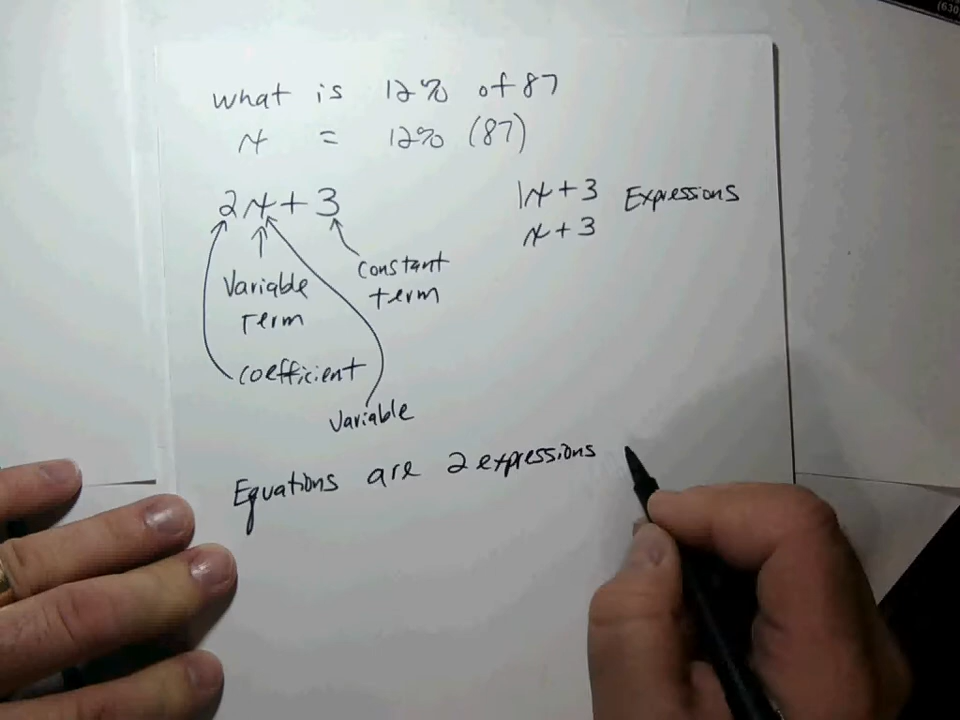 what is 12% of 87
x = 12% (87)
2x + 3
1x + 3 Expressions
x + 3
Variable Term
constant term
coefficient
Variable
Equations are 2 expressions
(630)